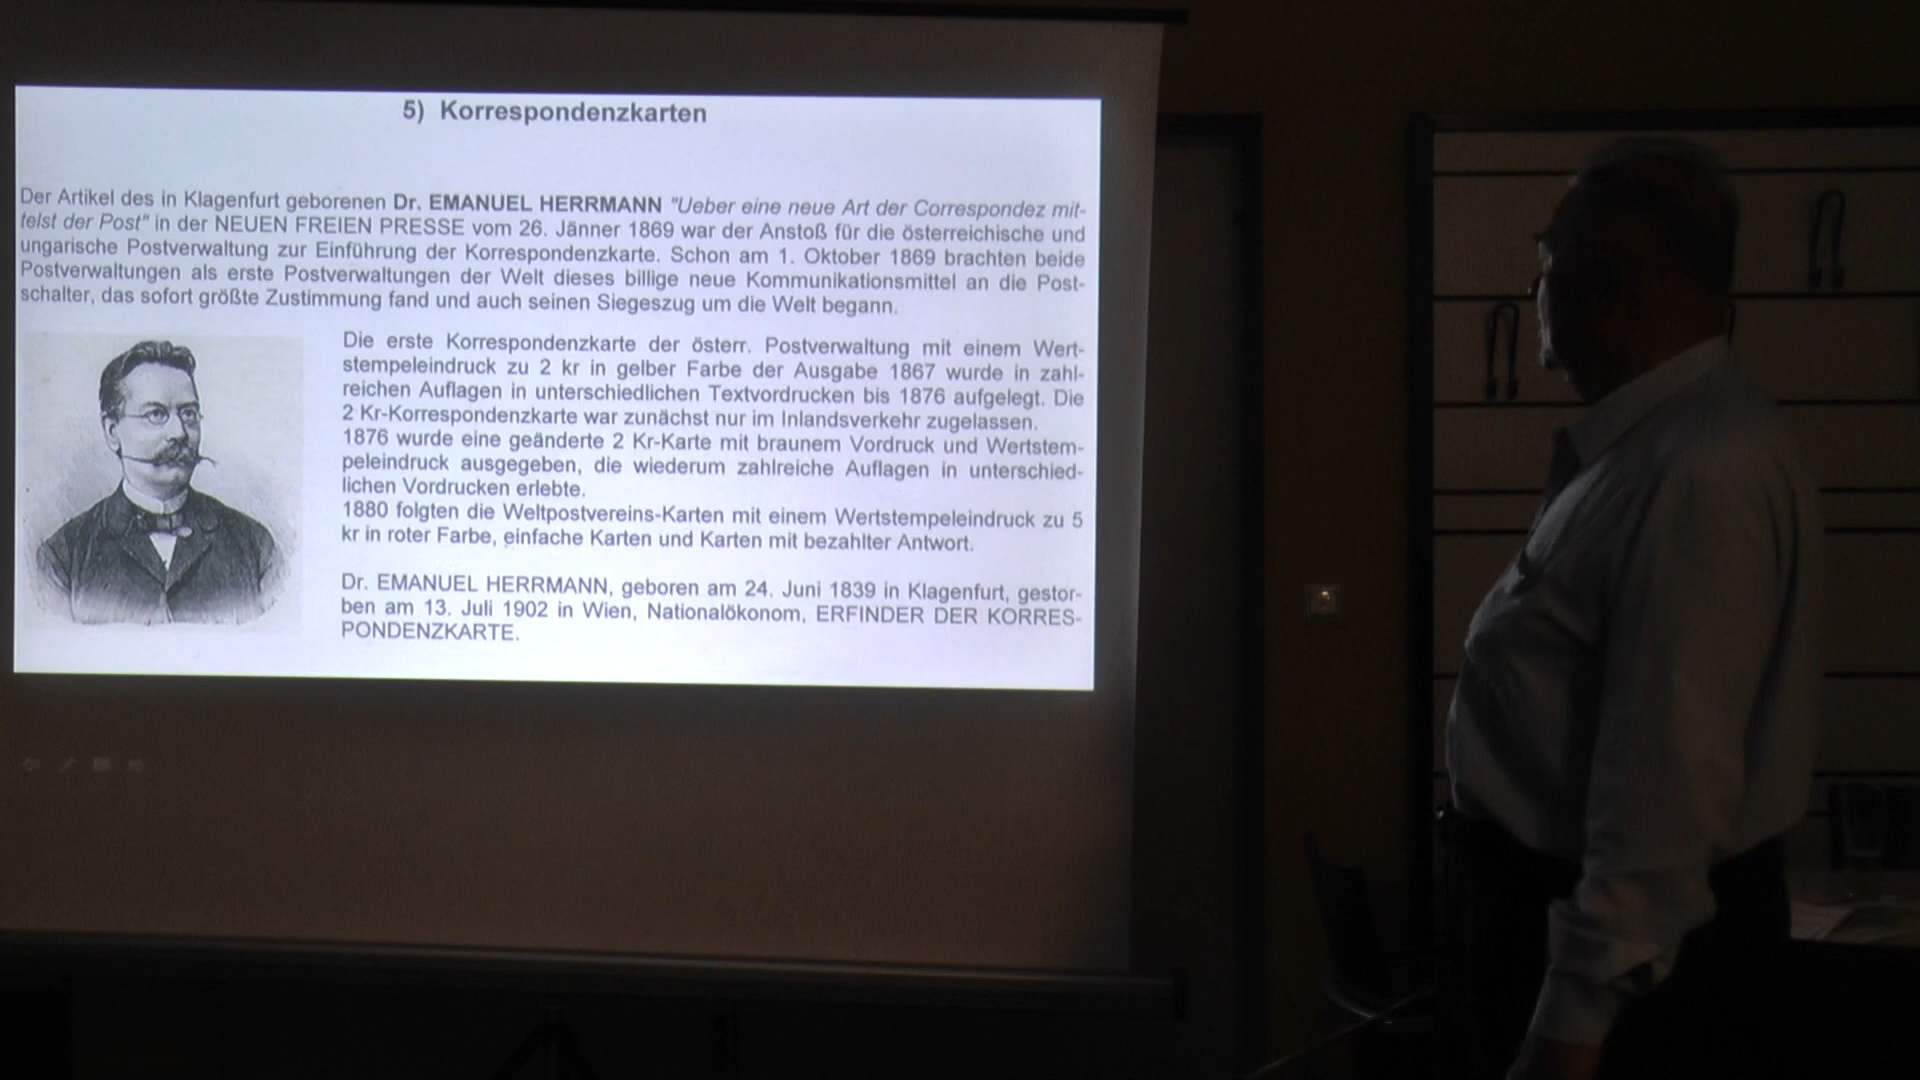 5) Korrespondenzkarten
Der Artikel des in Klagenfurt geborenen Dr. EMANUEL HERRMANN "Ueber eine neue Art der Correspondez mit-
telst der Post" in der NEUEN FREIEN PRESSE vom 26. Jänner 1869 war der Anstoß für die österreichische und
ungarische Postverwaltung zur Einführung der Korrespondenzkarte. Schon am 1. Oktober 1869 brachten beide
Postverwaltungen als erste Postverwaltungen der Welt dieses billige neue Kommunikationsmittel an die Post-
schalter, das sofort größte Zustimmung fand und auch seinen Siegeszug um die Welt begann.
Die erste Korrespondenzkarte der österr. Postverwaltung mit einem Wert-
stempeleindruck zu 2 kr in gelber Farbe der Ausgabe 1867 wurde in zahl-
reichen Auflagen in unterschiedlichen Textvordrucken bis 1876 aufgelegt. Die
2 Kr-Korrespondenzkarte war zunächst nur im Inlandsverkehr zugelassen.
1876 wurde eine geänderte 2 Kr-Karte mit braunem Vordruck und Wertstem-
peleindruck ausgegeben, die wiederum zahlreiche Auflagen in unterschied-
lichen Vordrucken erlebte.
1880 folgten die Weltpostvereins-Karten mit einem Wertstempeleindruck zu 5
kr in roter Farbe, einfache Karten und Karten mit bezahlter Antwort.
Dr. EMANUEL HERRMANN, geboren am 24. Juni 1839 in Klagenfurt, gestor-
ben am 13. Juli 1902 in Wien, Nationalökonom, ERFINDER DER KORRES-
PONDENZKARTE.